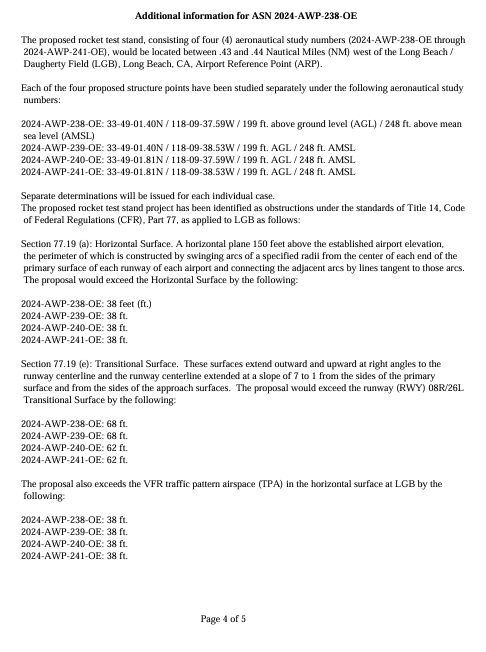 Additional information for ASN 2024-AWP-238-OE
The proposed rocket test stand, consisting of four (4) aeronautical study numbers (2024-AWP-238-OE through
2024-AWP-241-OE), would be located between .43 and .44 Nautical Miles (NM) west of the Long Beach /
Daugherty Field (LGB), Long Beach, CA, Airport Reference Point (ARP).
Each of the four proposed structure points have been studied separately under the following aeronautical study
numbers:
2024-AWP-238-OE: 33-49-01.40N / 118-09-37.59W / 199 ft. above ground level (AGL) / 248 ft. above mean
sea level (AMSL)
2024-AWP-239-OE: 33-49-01.40N / 118-09-38.53W / 199 ft. AGL / 248 ft. AMSL
2024-AWP-240-OE: 33-49-01.81N / 118-09-37.59W / 199 ft. AGL / 248 ft. AMSL
2024-AWP-241-OE: 33-49-01.81N / 118-09-38.53W / 199 ft. AGL / 248 ft. AMSL
Separate determinations will be issued for each individual case.
The proposed rocket test stand project has been identified as obstructions under the standards of Title 14, Code
of Federal Regulations (CFR), Part 77, as applied to LGB as follows:
Section 77.19 (a): Horizontal Surface. A horizontal plane 150 feet above the established airport elevation,
the perimeter of which is constructed by swinging arcs of a specified radii from the center of each end of the
primary surface of each runway of each airport and connecting the adjacent arcs by lines tangent to those arcs.
The proposal would exceed the Horizontal Surface by the following:
2024-AWP-238-OE: 38 feet (ft.)
2024-AWP-239-OE: 38 ft.
2024-AWP-240-OE: 38 ft.
2024-AWP-241-OE: 38 ft.
Section 77.19 (e): Transitional Surface. These surfaces extend outward and upward at right angles to the
runway centerline and the runway centerline extended at a slope of 7 to 1 from the sides of the primary
surface and from the sides of the approach surfaces. The proposal would exceed the runway (RWY) 08R/26L
Transitional Surface by the following:
2024-AWP-238-OE: 68 ft.
2024-AWP-239-OE: 68 ft.
2024-AWP-240-OE: 62 ft.
2024-AWP-241-OE: 62 ft.
The proposal also exceeds the VFR traffic pattern airspace (TPA) in the horizontal surface at LGB by the
following:
2024-AWP-238-OE: 38 ft.
2024-AWP-239-OE: 38 ft.
2024-AWP-240-OE: 38 ft.
2024-AWP-241-OE: 38 ft.
Page 4 of 5